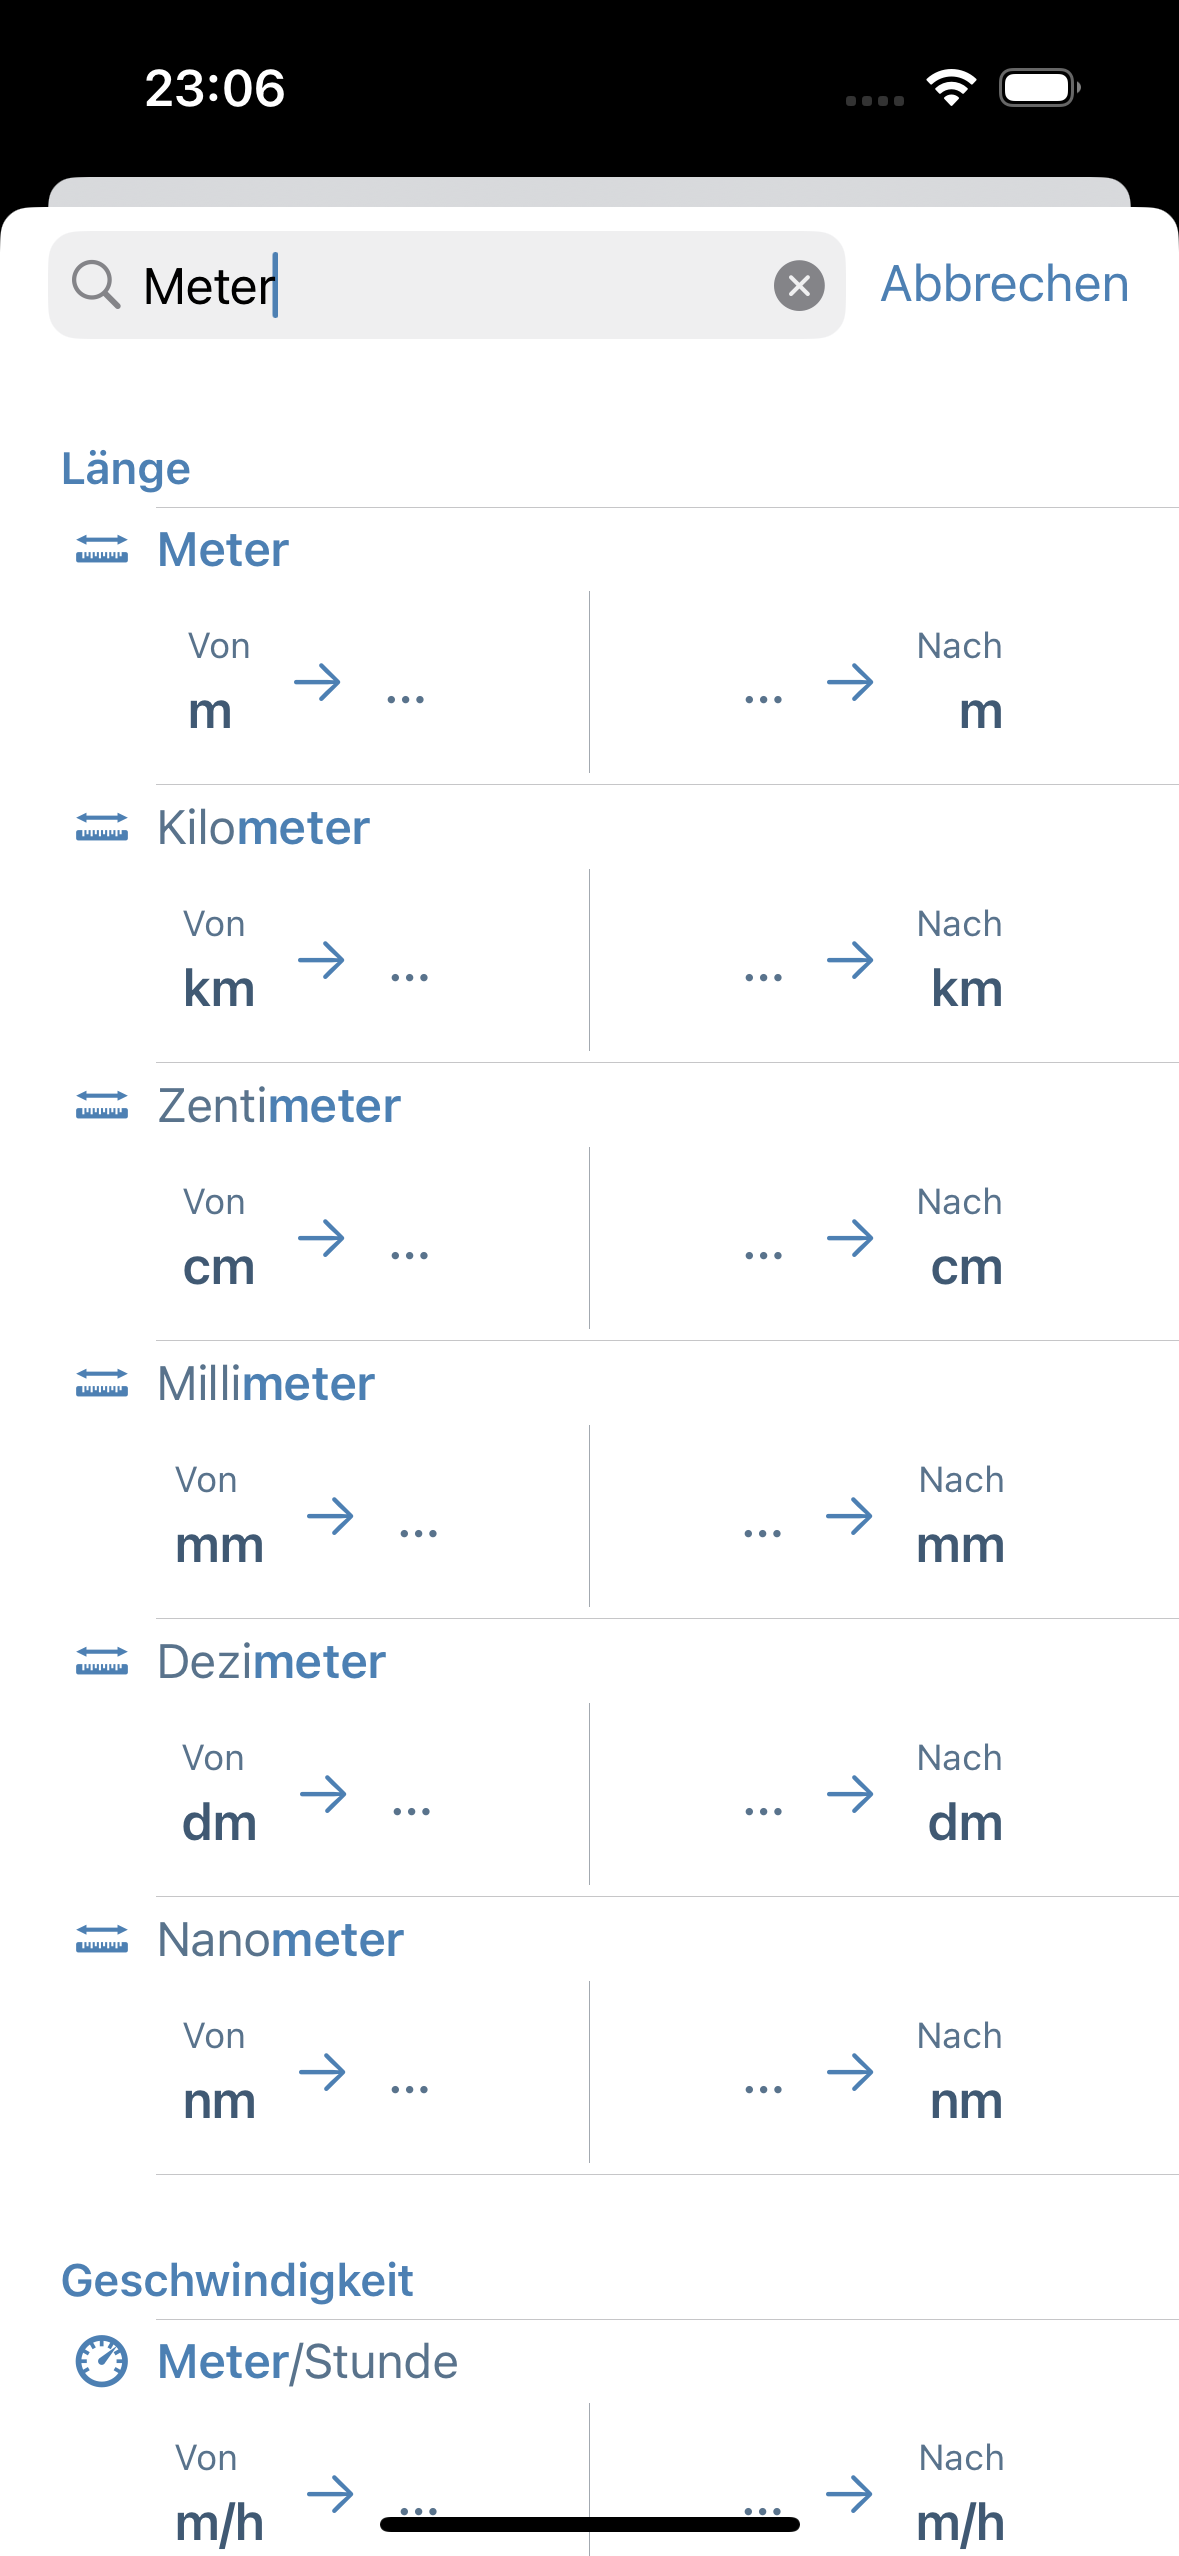 23:06
Meter
Abbrechen
Länge
Meter
Von
m
...
...
Nach
m
Kilometer
Von
km
...
...
Nach
km
Zentimeter
Von
cm
...
...
Nach
cm
Millimeter
Von
mm
...
...
Nach
mm
Dezimeter
Von
dm
...
...
Nach
dm
Nanometer
Von
nm
...
...
Nach
nm
Geschwindigkeit
Meter/Stunde
Von
m/h
...
...
Nach
m/h